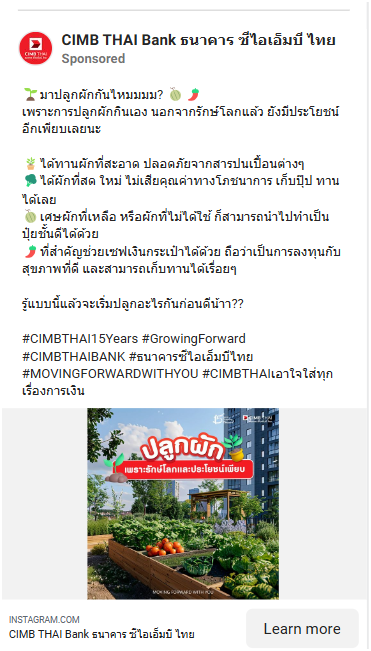 CIMB THAI Bank ธนาคาร ซีไอเอ็มบี ไทย
Sponsored
🌱มาปลูกผักกันไหมมมม? 🍈 🌶️
เพราะการปลูกผักกินเอง นอกจากรักษ์โลกแล้ว ยังมีประโยชน์
อีกเพียบเลยนะ
🪴 ได้ทานผักที่สะอาด ปลอดภัยจากสารปนเปื้อนต่างๆ
🥦 ได้ผักที่สด ใหม่ ไม่เสียคุณค่าทางโภชนาการ เก็บปุ๊ป ทาน
ได้เลย
🍈 เศษผักที่เหลือ หรือผักที่ไม่ได้ใช้ ก็สามารถนำไปทำเป็น
ปุ๋ยชั้นดีได้ด้วย
🌶️ ที่สำคัญช่วยเซฟเงินกระเป๋าได้ด้วย ถือว่าเป็นการลงทุนกับ
สุขภาพที่ดี และสามารถเก็บทานได้เรื่อยๆ
รู้แบบนี้แล้วจะเริ่มปลูกอะไรกันก่อนดีน้าา??
#CIMBTHAI15Years #GrowingForward
#CIMBTHAIBANK #ธนาคารซีไอเอ็มบีไทย
#MOVINGFORWARDWITHYOU #CIMBTHAIเอาใจใส่ทุก
เรื่องการเงิน
CIMB THAI
ปลูกผัก
เพราะรักษ์โลกและประโยชน์เพียบ
MOVING FORWARD WITH YOU
INSTAGRAM.COM
CIMB THAI Bank ธนาคาร ซีไอเอ็มบี ไทย
Learn more